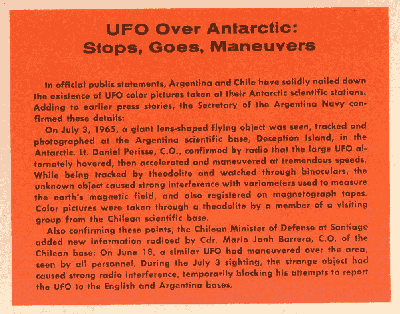 UFO Over Antarctic:
Stops, Goes, Maneuvers
In official public statements, Argentina and Chile have solidly nailed down
the existence of UFO color pictures taken at their Antarctic scientific stations.
Adding to earlier press stories, the Secretary of the Argentina Navy con-
firmed these details:
On July 3, 1965, a giant lens-shaped flying object was seen, tracked and
photographed at the Argentina scientific base, Deception Island, in the
Antarctic. Lt. Daniel Perisse, C.O., confirmed by radio that the large UFO al-
ternately hovered, then accelerated and maneuvered at tremendous speeds.
While being tracked by theodolite and watched through binoculars, the
unknown object caused strong interference with variometers used to measure
the earth's magnetic field, and also registered on magnetograph tapes.
Color pictures were taken through a theodolite by a member of a visiting
group from the Chilean scientific base.
Also confirming these points, the Chilean Minister of Defense at Santiago
added new information radioed by Cdr. Mario Janh Barrera, C.O. of the
Chilean base: On June 18, a similar UFO had maneuvered over the area,
seen by all personnel. During the July 3 sighting, the strange object had
caused strong radio interference, temporarily blocking his attempts to report
the UFO to the English and Argentina bases.